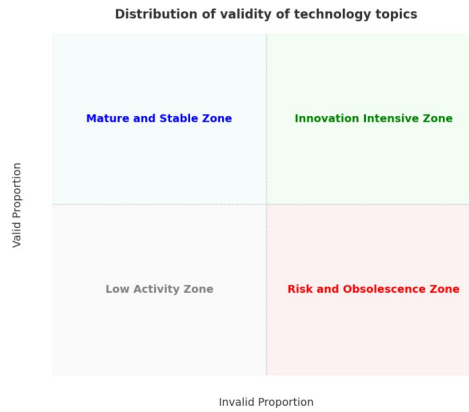 Distribution of validity of technology topics
Mature and Stable Zone
Innovation Intensive Zone
Valid Proportion
Low Activity Zone
Risk and Obsolescence Zone
Invalid Proportion